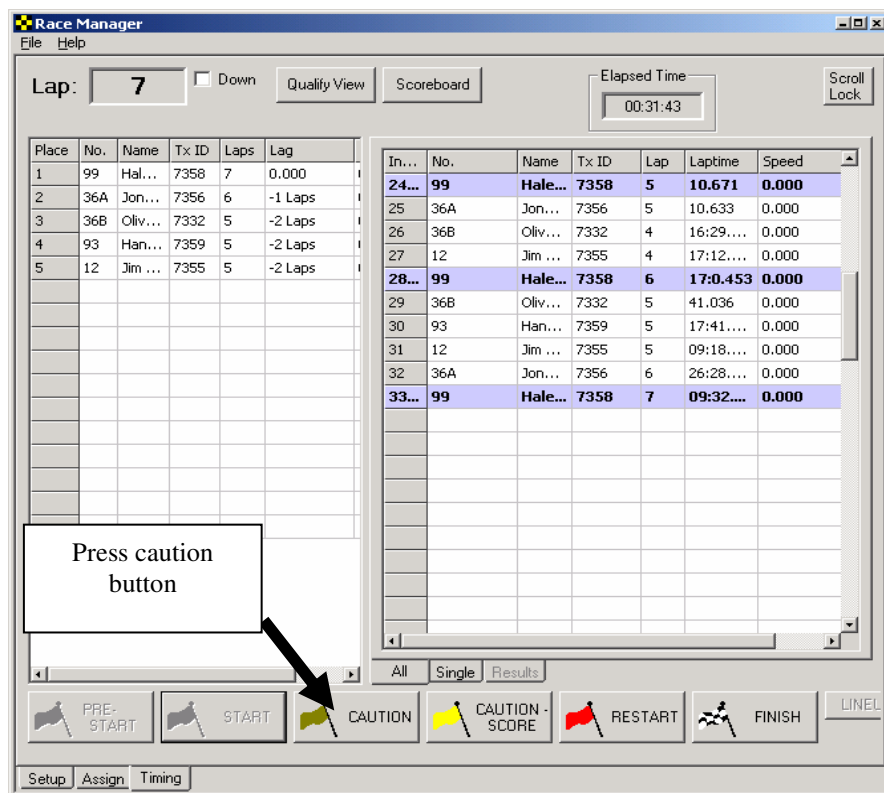 Race Manager
File Help
Lap: 7 Down Qualify View Scoreboard Elapsed Time 00:31:43 Scroll Lock
Place No. Name Tx ID Laps Lag
1 99 Hal... 7358 7 0.000
2 36A Jon... 7356 6 -1 Laps
3 36B Oliv... 7332 5 -2 Laps
4 93 Han... 7359 5 -2 Laps
5 12 Jim ... 7355 5 -2 Laps
In... No. Name Tx ID Lap Laptime Speed
24... 99 Hale... 7358 5 10.671 0.000
25 36A Jon... 7356 5 10.633 0.000
26 36B Oliv... 7332 4 16:29.... 0.000
27 12 Jim ... 7355 4 17:12.... 0.000
28... 99 Hale... 7358 6 17:0.453 0.000
29 36B Oliv... 7332 5 41.036 0.000
30 93 Han... 7359 5 17:41.... 0.000
31 12 Jim ... 7355 5 09:18.... 0.000
32 36A Jon... 7356 6 26:28.... 0.000
33... 99 Hale... 7358 7 09:32.... 0.000
Press caution
button
All Single Results
PRE-START START CAUTION CAUTION - SCORE RESTART FINISH
Setup Assign Timing